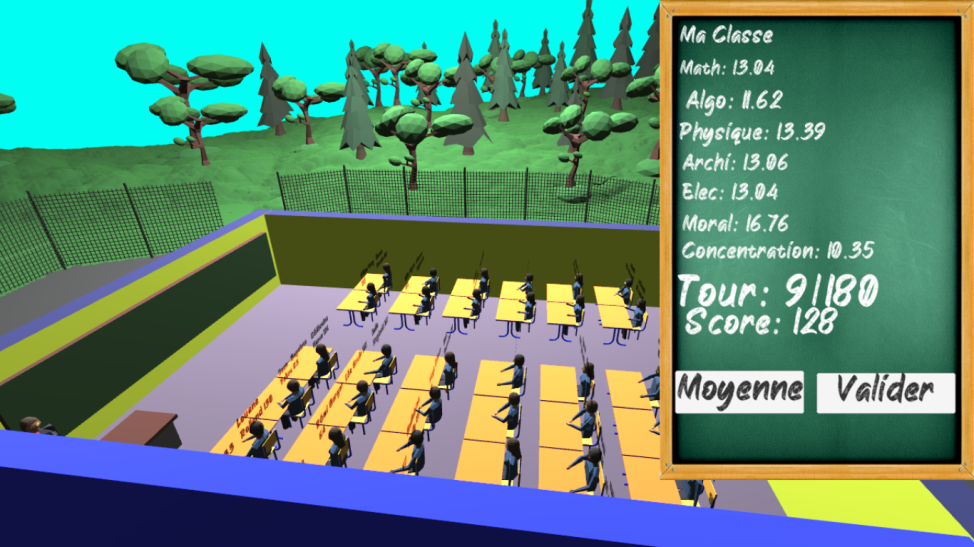 Ma Classe
Math: 13.04
Algo: 11.62
Physique: 13.39
Archi: 13.06
Elec: 13.04
Moral: 16.76
Concentration: 10.35
Tour: 9/180
Score: 128
Moyenne
Valider